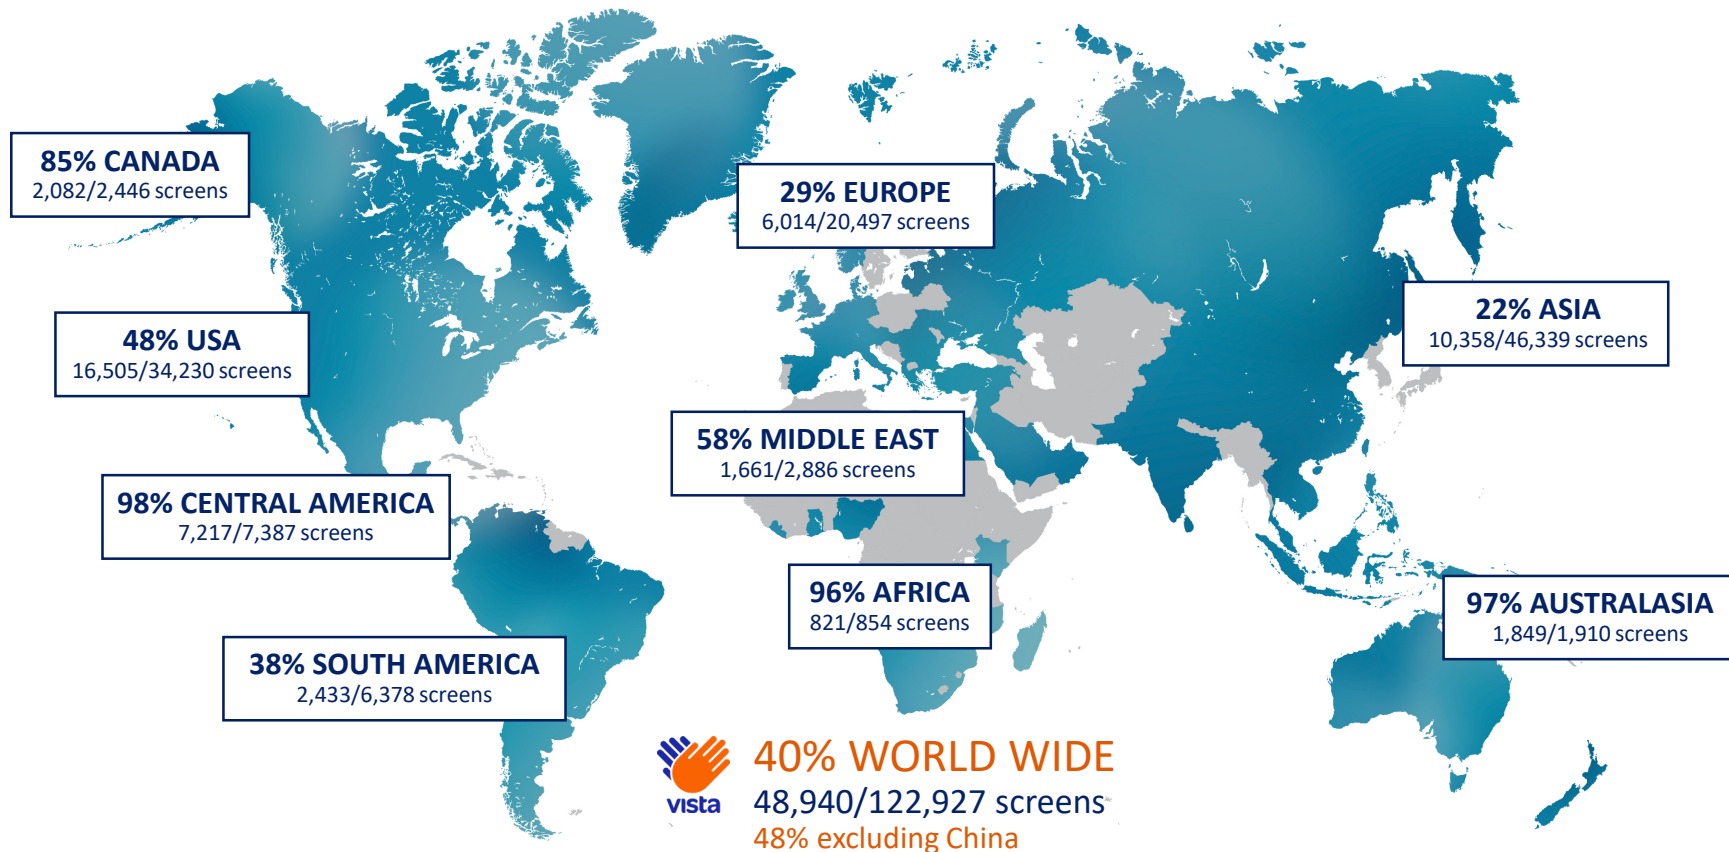 85% CANADA
2,082/2,446 screens
29% EUROPE
6,014/20,497 screens
48% USA
16,505/34,230 screens
22% ASIA
10,358/46,339 screens
58% MIDDLE EAST
1,661/2,886 screens
98% CENTRAL AMERICA
7,217/7,387 screens
96% AFRICA
821/854 screens
97% AUSTRALASIA
1,849/1,910 screens
38% SOUTH AMERICA
2,433/6,378 screens
vista
40% WORLD WIDE
48,940/122,927 screens
48% excluding China